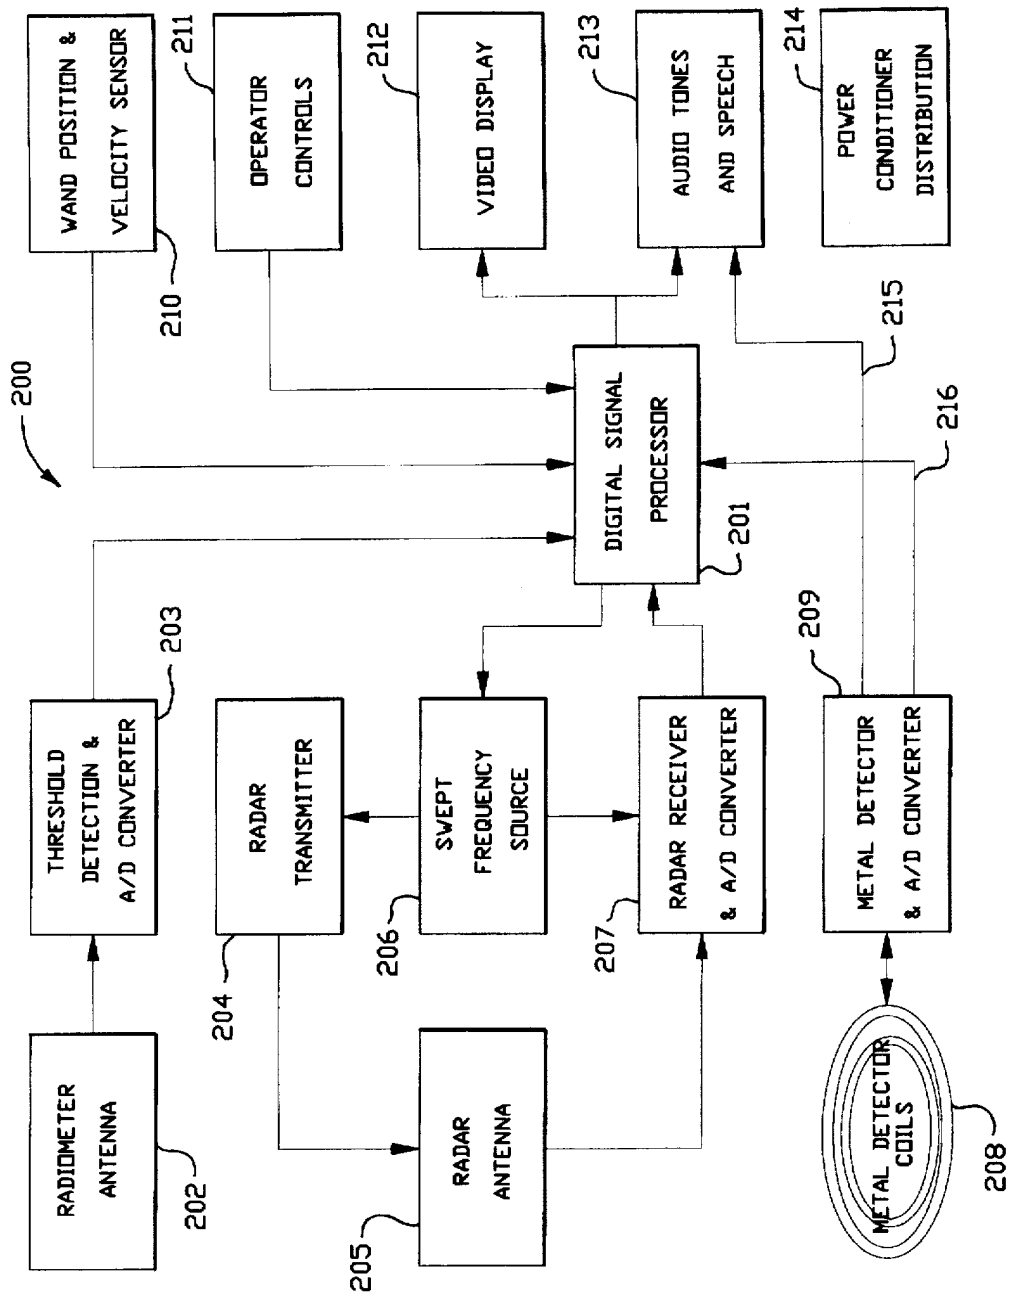 RADIOMETER
ANTENNA
202
THRESHOLD
DETECTION &
A/D CONVERTER
203
200
WAND POSITION &
VELOCITY SENSOR
210
RADAR
TRANSMITTER
204
OPERATOR
CONTROLS
211
RADAR
ANTENNA
205
SWEPT
FREQUENCY
SOURCE
206
VIDEO DISPLAY
212
DIGITAL SIGNAL
PROCESSOR
201
RADAR RECEIVER
& A/D CONVERTER
207
AUDIO TONES
AND SPEECH
213
METAL DETECTOR
COILS
208
METAL DETECTOR
& A/D CONVERTER
209
215
216
POWER
CONDITIONER
DISTRIBUTION
214